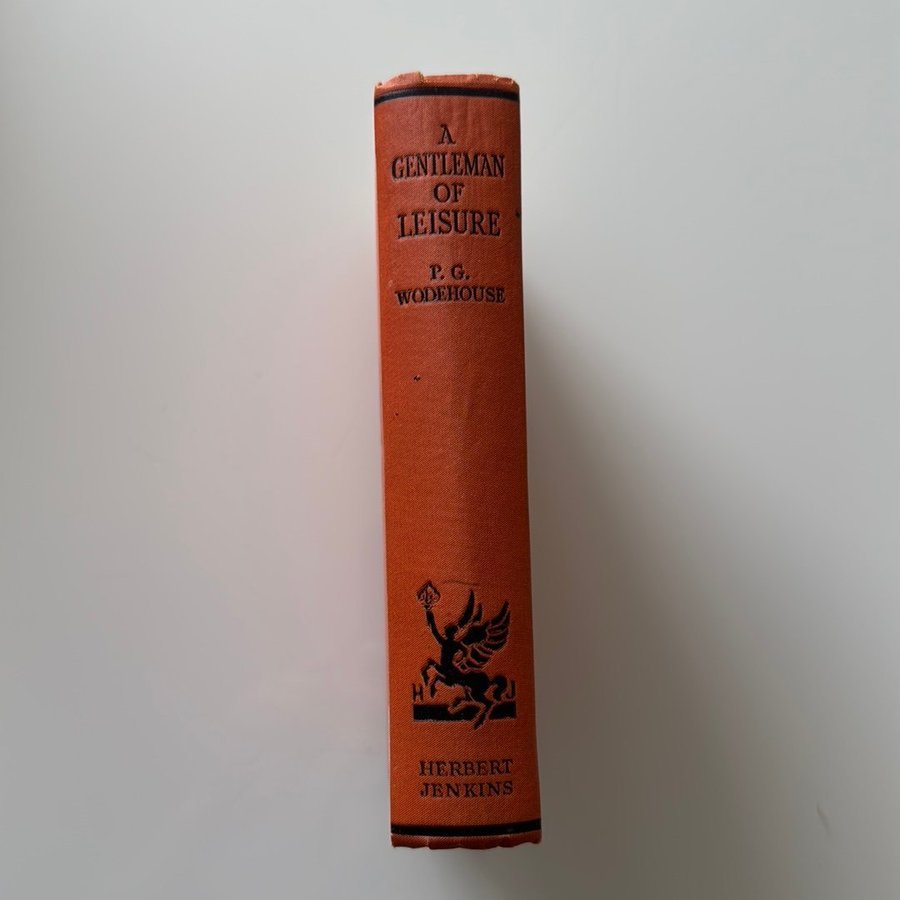 A
GENTLEMAN
OF
LEISURE
P. G.
WODEHOUSE
H J
HERBERT
JENKINS